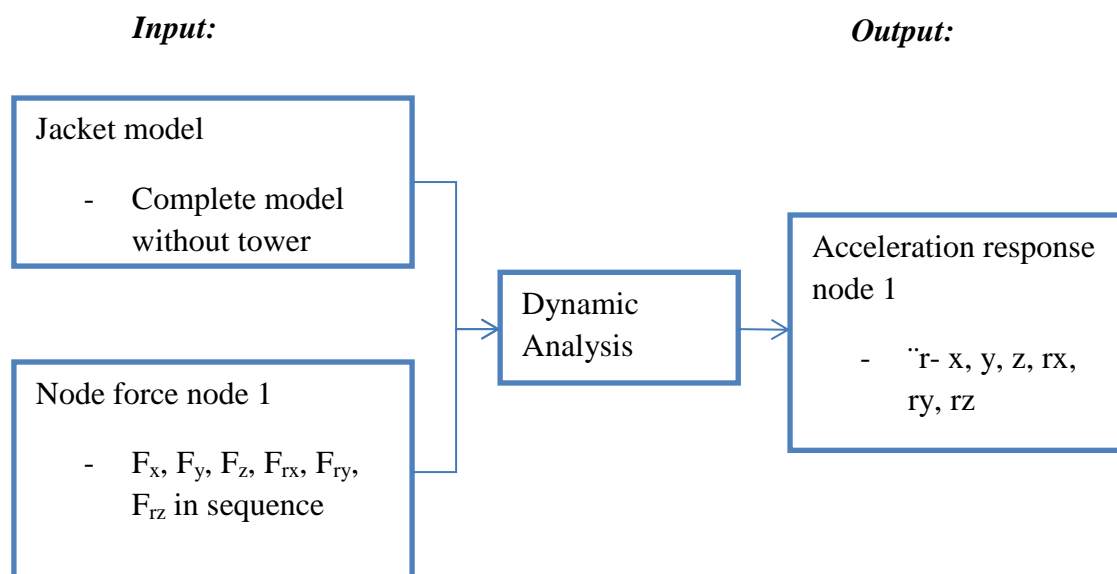 Input:
Output:
Jacket model
- Complete model
without tower
Node force node 1
- Fx, Fy, Fz, Frx, Fry,
Frz in sequence
Dynamic
Analysis
Acceleration response
node 1
- ¨r- x, y, z, rx,
ry, rz